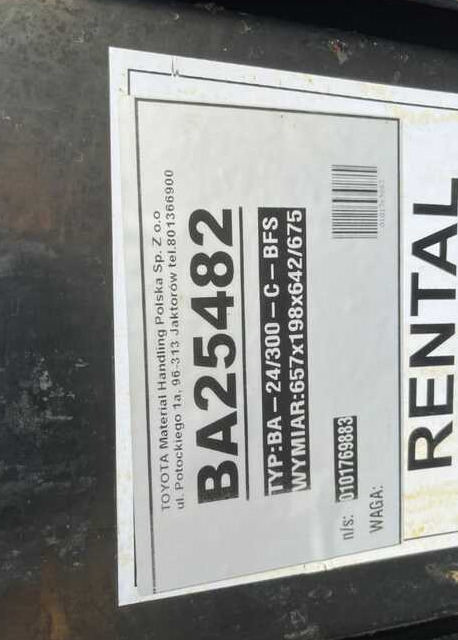 TOYOTA Material Handling Polska Sp. Z o.o
ul. Potockiego 1a, 96-313 Jaktorów tel.801366900
BA25482
TYP:BA-24/300-C-BFS
WYMIAR:657x198x642/675
n/s: 0101769883
WAGA:
RENTAL